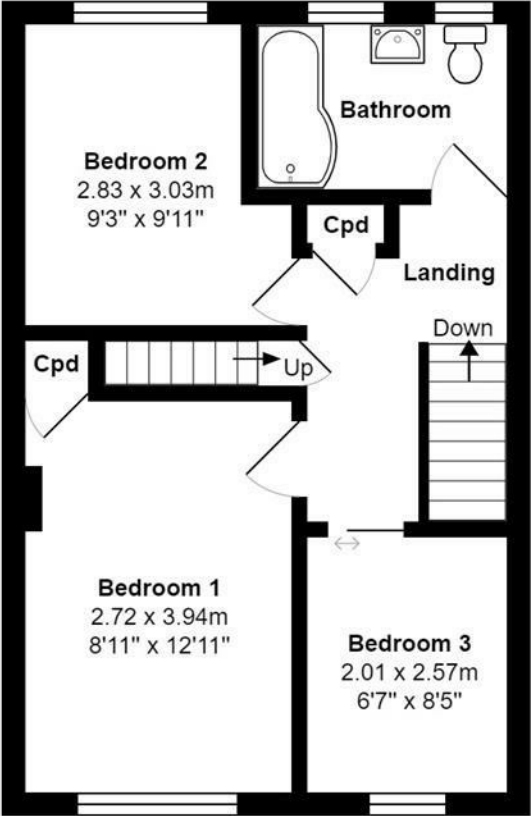 Bathroom
Bedroom 2
2.83 x 3.03m
9'3" x 9'11"
Cpd
Landing
Down
Cpd
Up
Bedroom 1
2.72 x 3.94m
8'11" x 12'11"
Bedroom 3
2.01 x 2.57m
6'7" x 8'5"